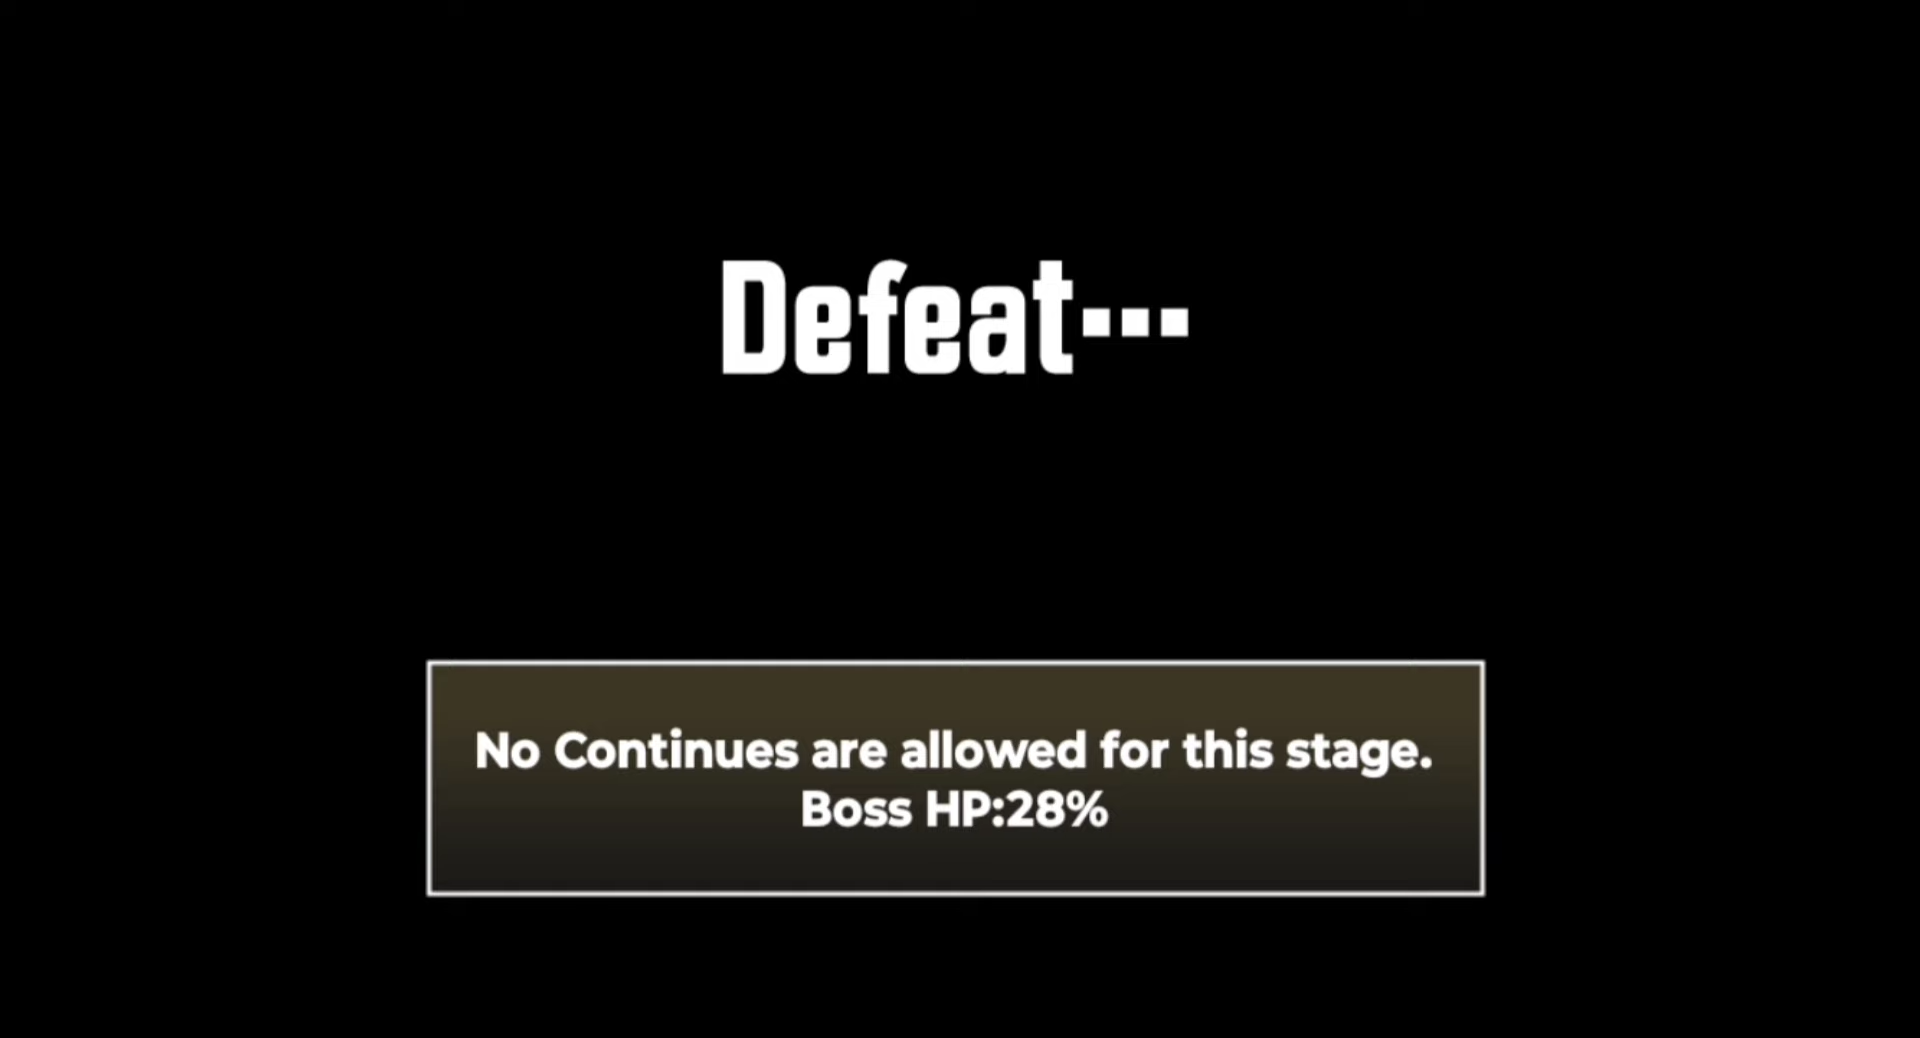 Defeat···
No Continues are allowed for this stage.
Boss HP:28%